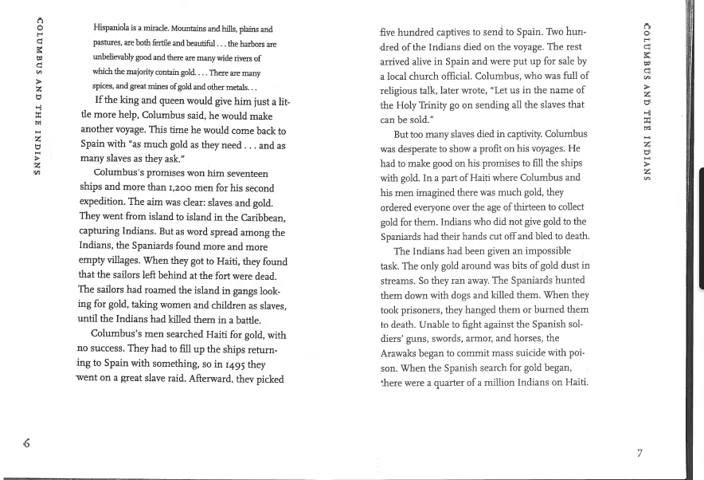 COLUMBUS AND THE INDIANS
Hispaniola is a miracle. Mountains and hills, plains and
pastures, are both fertile and beautiful . . . the harbors are
unbelievably good and there are many wide rivers of
which the majority contain gold. . . . There are many
spices, and great mines of gold and other metals. . .
If the king and queen would give him just a lit-
tle more help, Columbus said, he would make
another voyage. This time he would come back to
Spain with "as much gold as they need . . . and as
many slaves as they ask."
Columbus's promises won him seventeen
ships and more than 1,200 men for his second
expedition. The aim was clear: slaves and gold.
They went from island to island in the Caribbean,
capturing Indians. But as word spread among the
Indians, the Spaniards found more and more
empty villages. When they got to Haiti, they found
that the sailors left behind at the fort were dead.
The sailors had roamed the island in gangs look-
ing for gold, taking women and children as slaves,
until the Indians had killed them in a battle.
Columbus's men searched Haiti for gold, with
no success. They had to fill up the ships return-
ing to Spain with something, so in 1495 they
went on a great slave raid. Afterward, they picked
6
five hundred captives to send to Spain. Two hun-
dred of the Indians died on the voyage. The rest
arrived alive in Spain and were put up for sale by
a local church official. Columbus, who was full of
religious talk, later wrote, "Let us in the name of
the Holy Trinity go on sending all the slaves that
can be sold."
But too many slaves died in captivity. Columbus
was desperate to show a profit on his voyages. He
had to make good on his promises to fill the ships
with gold. In a part of Haiti where Columbus and
his men imagined there was much gold, they
ordered everyone over the age of thirteen to collect
gold for them. Indians who did not give gold to the
Spaniards had their hands cut off and bled to death.
The Indians had been given an impossible
task. The only gold around was bits of gold dust in
streams. So they ran away. The Spaniards hunted
them down with dogs and killed them. When they
took prisoners, they hanged them or burned them
to death. Unable to fight against the Spanish sol-
diers' guns, swords, armor, and horses, the
Arawaks began to commit mass suicide with poi-
son. When the Spanish search for gold began,
there were a quarter of a million Indians on Haiti.
COLUMBUS AND THE INDIANS
7